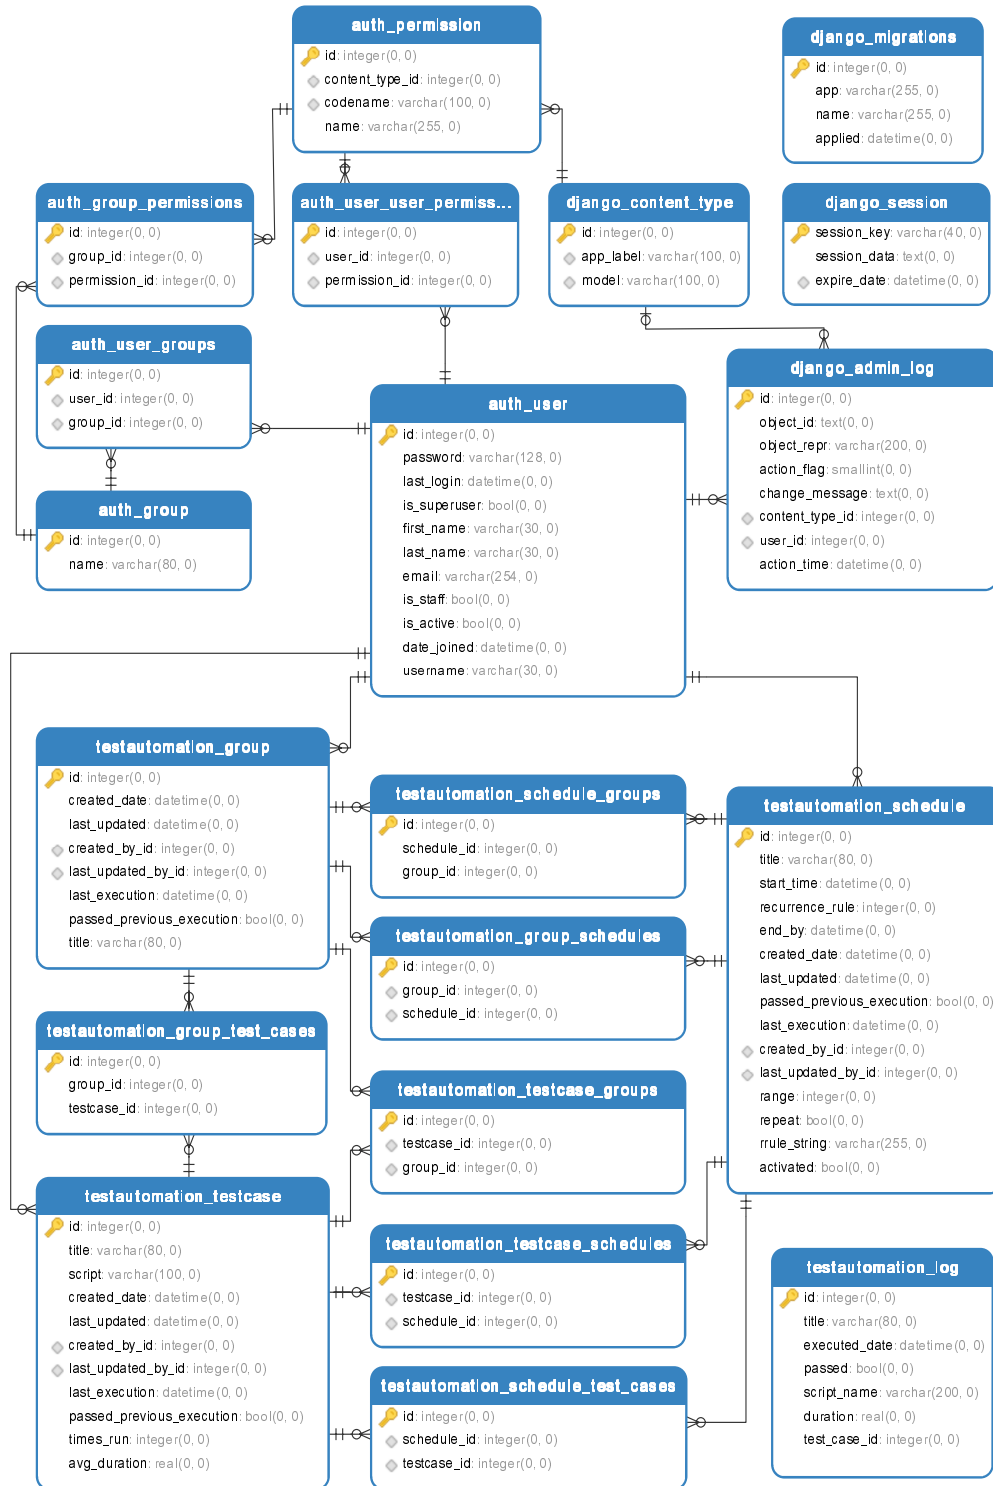 auth_permission
id: integer(0, 0)
content_type_id: integer(0, 0)
codename: varchar(100, 0)
name: varchar(255, 0)
django_migrations
id: integer(0, 0)
app: varchar(255, 0)
name: varchar(255, 0)
applied: datetime(0, 0)
auth_group_permissions
id: integer(0, 0)
group_id: integer(0, 0)
permission_id: integer(0, 0)
auth_user_user_permiss...
id: integer(0, 0)
user_id: integer(0, 0)
permission_id: integer(0, 0)
django_content_type
id: integer(0, 0)
app_label: varchar(100, 0)
model: varchar(100, 0)
django_session
session_key: varchar(40, 0)
session_data: text(0, 0)
expire_date: datetime(0, 0)
auth_user_groups
id: integer(0, 0)
user_id: integer(0, 0)
group_id: integer(0, 0)
django_admin_log
id: integer(0, 0)
object_id: text(0, 0)
object_repr: varchar(200, 0)
action_flag: smallint(0, 0)
change_message: text(0, 0)
content_type_id: integer(0, 0)
user_id: integer(0, 0)
action_time: datetime(0, 0)
auth_user
id: integer(0, 0)
password: varchar(128, 0)
last_login: datetime(0, 0)
is_superuser: bool(0, 0)
first_name: varchar(30, 0)
last_name: varchar(30, 0)
email: varchar(254, 0)
is_staff: bool(0, 0)
is_active: bool(0, 0)
date_joined: datetime(0, 0)
username: varchar(30, 0)
auth_group
id: integer(0, 0)
name: varchar(80, 0)
testautomation_group
id: integer(0, 0)
created_date: datetime(0, 0)
last_updated: datetime(0, 0)
created_by_id: integer(0, 0)
last_updated_by_id: integer(0, 0)
last_execution: datetime(0, 0)
passed_previous_execution: bool(0, 0)
title: varchar(80, 0)
testautomation_schedule_groups
id: integer(0, 0)
schedule_id: integer(0, 0)
group_id: integer(0, 0)
testautomation_schedule
id: integer(0, 0)
title: varchar(80, 0)
start_time: datetime(0, 0)
recurrence_rule: integer(0, 0)
end_by: datetime(0, 0)
created_date: datetime(0, 0)
last_updated: datetime(0, 0)
passed_previous_execution: bool(0, 0)
last_execution: datetime(0, 0)
created_by_id: integer(0, 0)
last_updated_by_id: integer(0, 0)
range: integer(0, 0)
repeat: bool(0, 0)
rrule_string: varchar(255, 0)
activated: bool(0, 0)
testautomation_group_schedules
id: integer(0, 0)
group_id: integer(0, 0)
schedule_id: integer(0, 0)
testautomation_group_test_cases
id: integer(0, 0)
group_id: integer(0, 0)
testcase_id: integer(0, 0)
testautomation_testcase_groups
id: integer(0, 0)
testcase_id: integer(0, 0)
group_id: integer(0, 0)
testautomation_testcase
id: integer(0, 0)
title: varchar(80, 0)
script: varchar(100, 0)
created_date: datetime(0, 0)
last_updated: datetime(0, 0)
created_by_id: integer(0, 0)
last_updated_by_id: integer(0, 0)
last_execution: datetime(0, 0)
passed_previous_execution: bool(0, 0)
times_run: integer(0, 0)
avg_duration: real(0, 0)
testautomation_testcase_schedules
id: integer(0, 0)
testcase_id: integer(0, 0)
schedule_id: integer(0, 0)
testautomation_schedule_test_cases
id: integer(0, 0)
schedule_id: integer(0, 0)
testcase_id: integer(0, 0)
testautomation_log
id: integer(0, 0)
title: varchar(80, 0)
executed_date: datetime(0, 0)
passed: bool(0, 0)
script_name: varchar(200, 0)
duration: real(0, 0)
test_case_id: integer(0, 0)